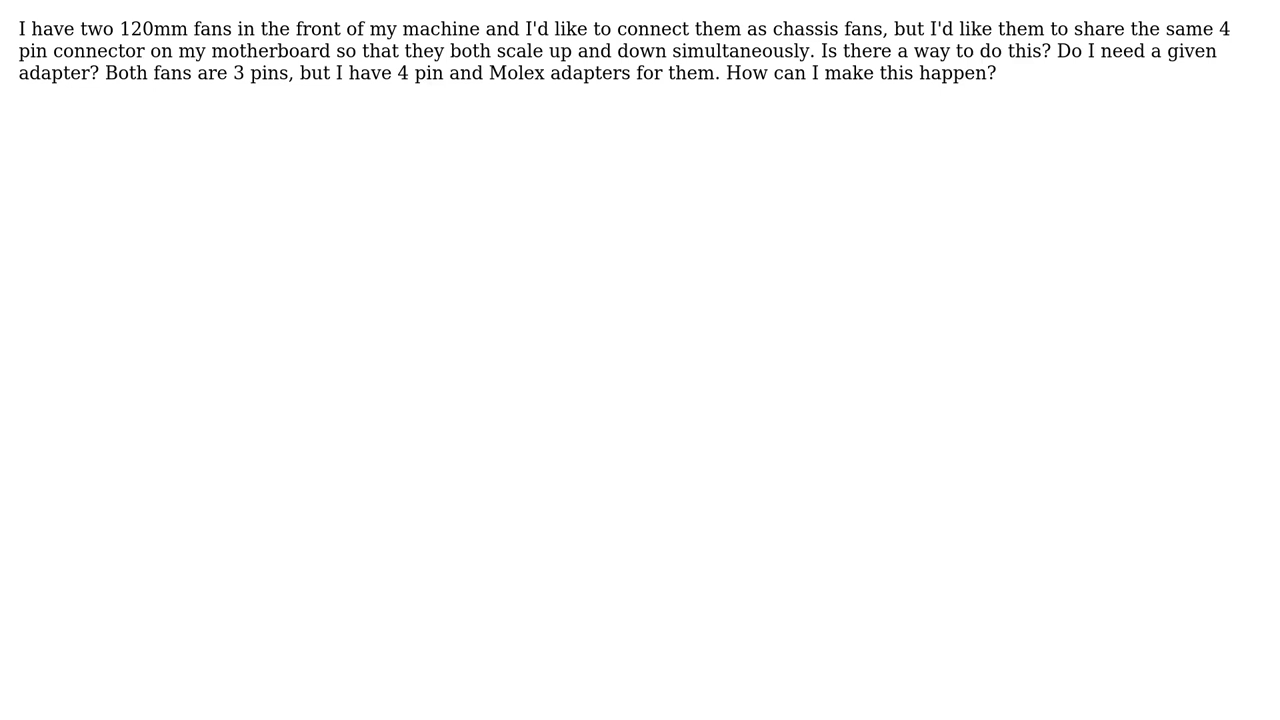 I have two 120mm fans in the front of my machine and I'd like to connect them as chassis fans, but I'd like them to share the same 4
pin connector on my motherboard so that they both scale up and down simultaneously. Is there a way to do this? Do I need a given
adapter? Both fans are 3 pins, but I have 4 pin and Molex adapters for them. How can I make this happen?